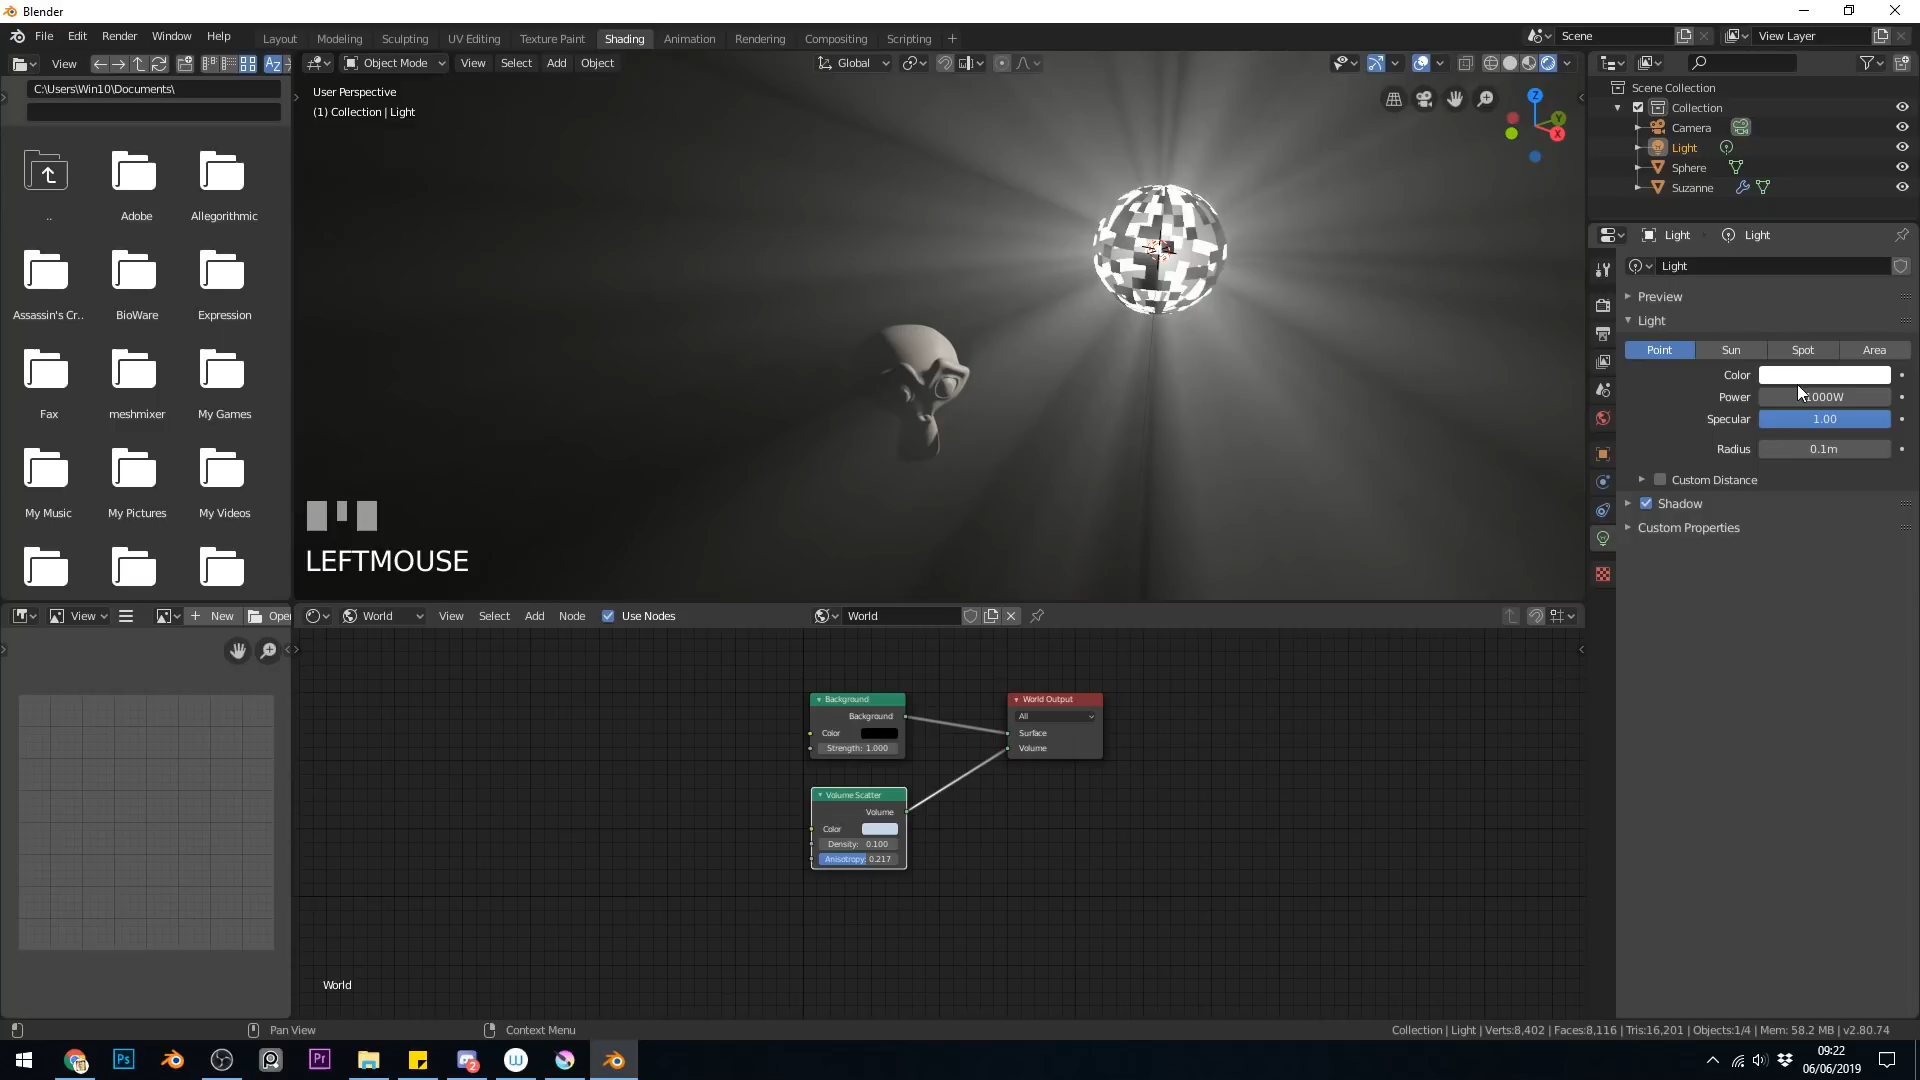 Blender
File Edit Render Window Help
Layout Modeling Sculpting UV Editing Texture Paint Shading Animation Rendering Compositing Scripting
Scene
View Layer
View
Object Mode View Select Add Object
Global
C:\Users\Win10\Documents\
..
Adobe
Allegorithmic
Assassin's Cr..
BioWare
Expression
Fax
meshmixer
My Games
My Music
My Pictures
My Videos
User Perspective
(1) Collection | Light
Z
Y
X
LEFTMOUSE
Scene Collection
Collection
Camera
Light
Sphere
Suzanne
Light
Light
Light
Preview
Light
Point Sun Spot Area
Color
Power 1000W
Specular 1.00
Radius 0.1m
Custom Distance
Shadow
Custom Properties
View
New
Open
World View Select Add Node Use Nodes
World
Background
Background
Color
Strength: 1.000
World Output
All
Surface
Volume
Volume Scatter
Volume
Color
Density: 0.100
Anisotropy: 0.217
World
Pan View
Context Menu
Collection | Light | Verts:8,402 | Faces:8,116 | Tris:16,201 | Objects:1/4 | Mem: 58.2 MB | v2.80.74
Ps
Pr
2
09:22
06/06/2019